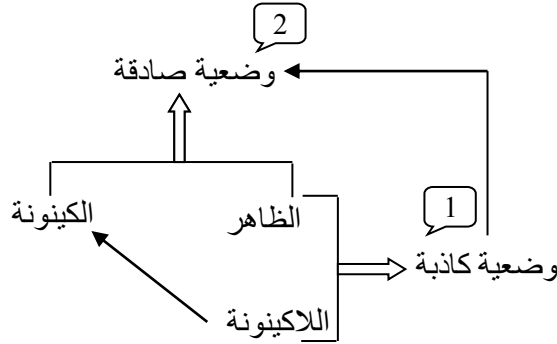 2
وضعية صادقة
الظاهر
الكينونة
1
وضعية كاذبة
اللاكينونة